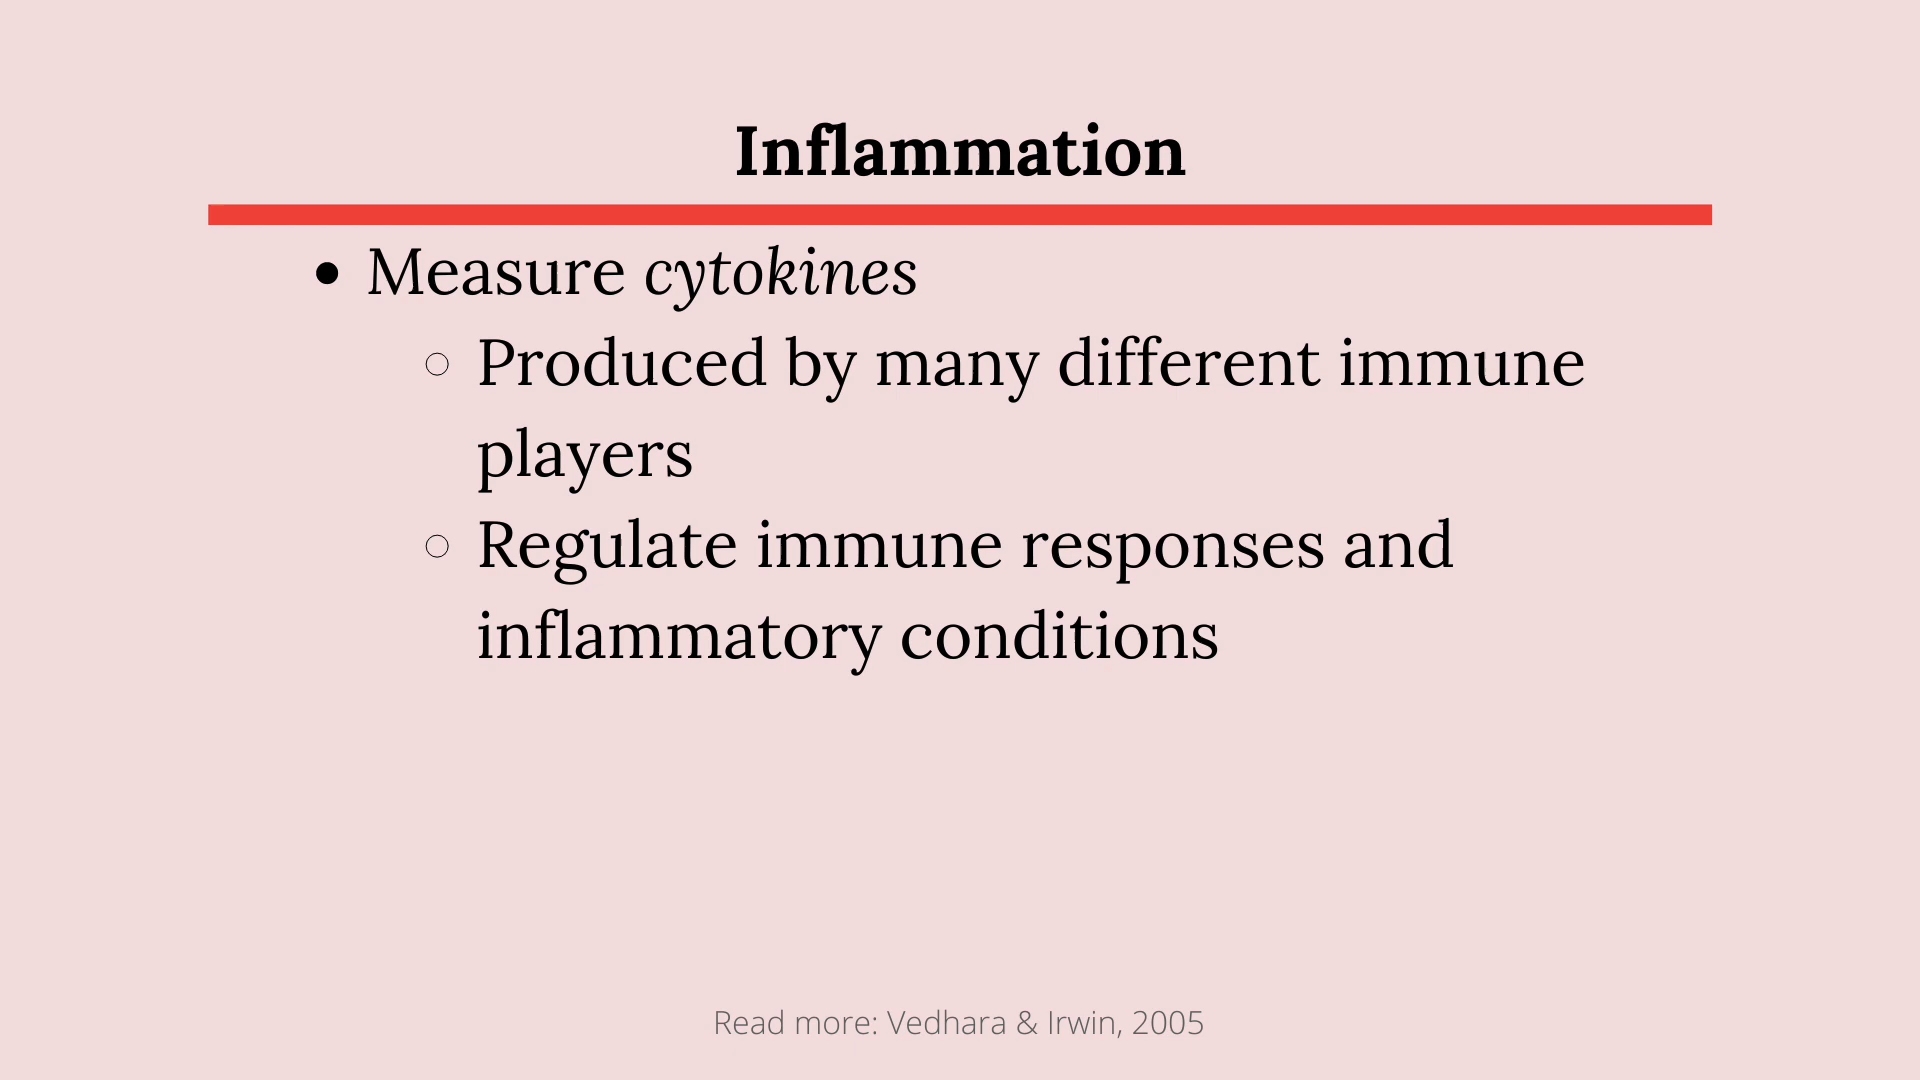 Inflammation
Measure cytokines
Produced by many different immune
players
Regulate immune responses and
inflammatory conditions
Read more: Vedhara & Irwin, 2005